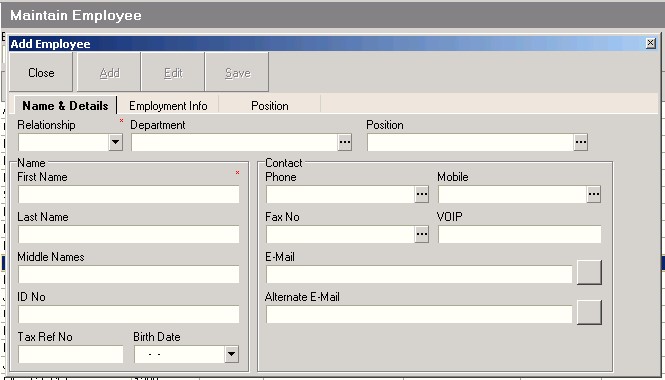 Maintain Employee
Add Employee
Close Add Edit Save
Name & Details Employment Info Position
Relationship * Department Position
Name Contact
First Name * Phone Mobile
Last Name Fax No VOIP
Middle Names E-Mail
ID No Alternate E-Mail
Tax Ref No Birth Date
- -